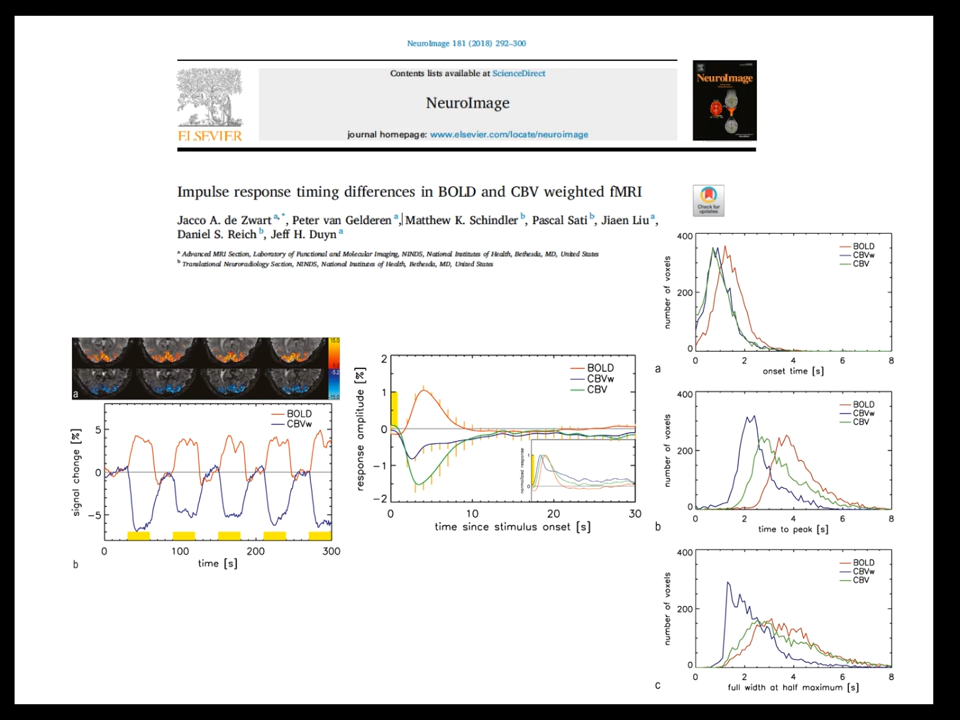 NeuroImage 181 (2018) 292–300
Contents lists available at ScienceDirect
NeuroImage
journal homepage: www.elsevier.com/locate/neuroimage
ELSEVIER
NeuroImage
Impulse response timing differences in BOLD and CBV weighted fMRI
Check for
updates
Jacco A. de Zwart a,*, Peter van Gelderen a, Matthew K. Schindler b, Pascal Sati b, Jiaen Liu a,
Daniel S. Reich b, Jeff H. Duyn a
a Advanced MRI Section, Laboratory of Functional and Molecular Imaging, NINDS, National Institutes of Health, Bethesda, MD, United States
b Translational Neuroradiology Section, NINDS, National Institutes of Health, Bethesda, MD, United States
a
b
signal change [%]
5
0
−5
BOLD
CBVw
0 100 200 300
time [s]
response amplitude [%]
2
1
0
−1
−2
BOLD
CBVw
CBV
normalized response
0 10 20 30
time since stimulus onset [s]
number of voxels
400
200
0
BOLD
CBVw
CBV
0 2 4 6 8
onset time [s]
a
number of voxels
400
200
0
BOLD
CBVw
CBV
0 2 4 6 8
time to peak [s]
b
number of voxels
400
200
0
BOLD
CBVw
CBV
0 2 4 6 8
full width at half maximum [s]
c